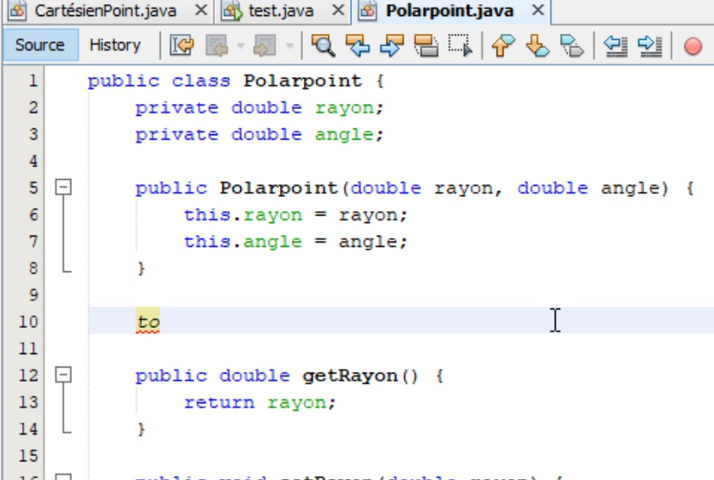 CartésienPoint.java test.java Polarpoint.java
Source History
1 public class Polarpoint {
2 private double rayon;
3 private double angle;
4
5 public Polarpoint(double rayon, double angle) {
6 this.rayon = rayon;
7 this.angle = angle;
8 }
9
10 to
11
12 public double getRayon() {
13 return rayon;
14 }
15